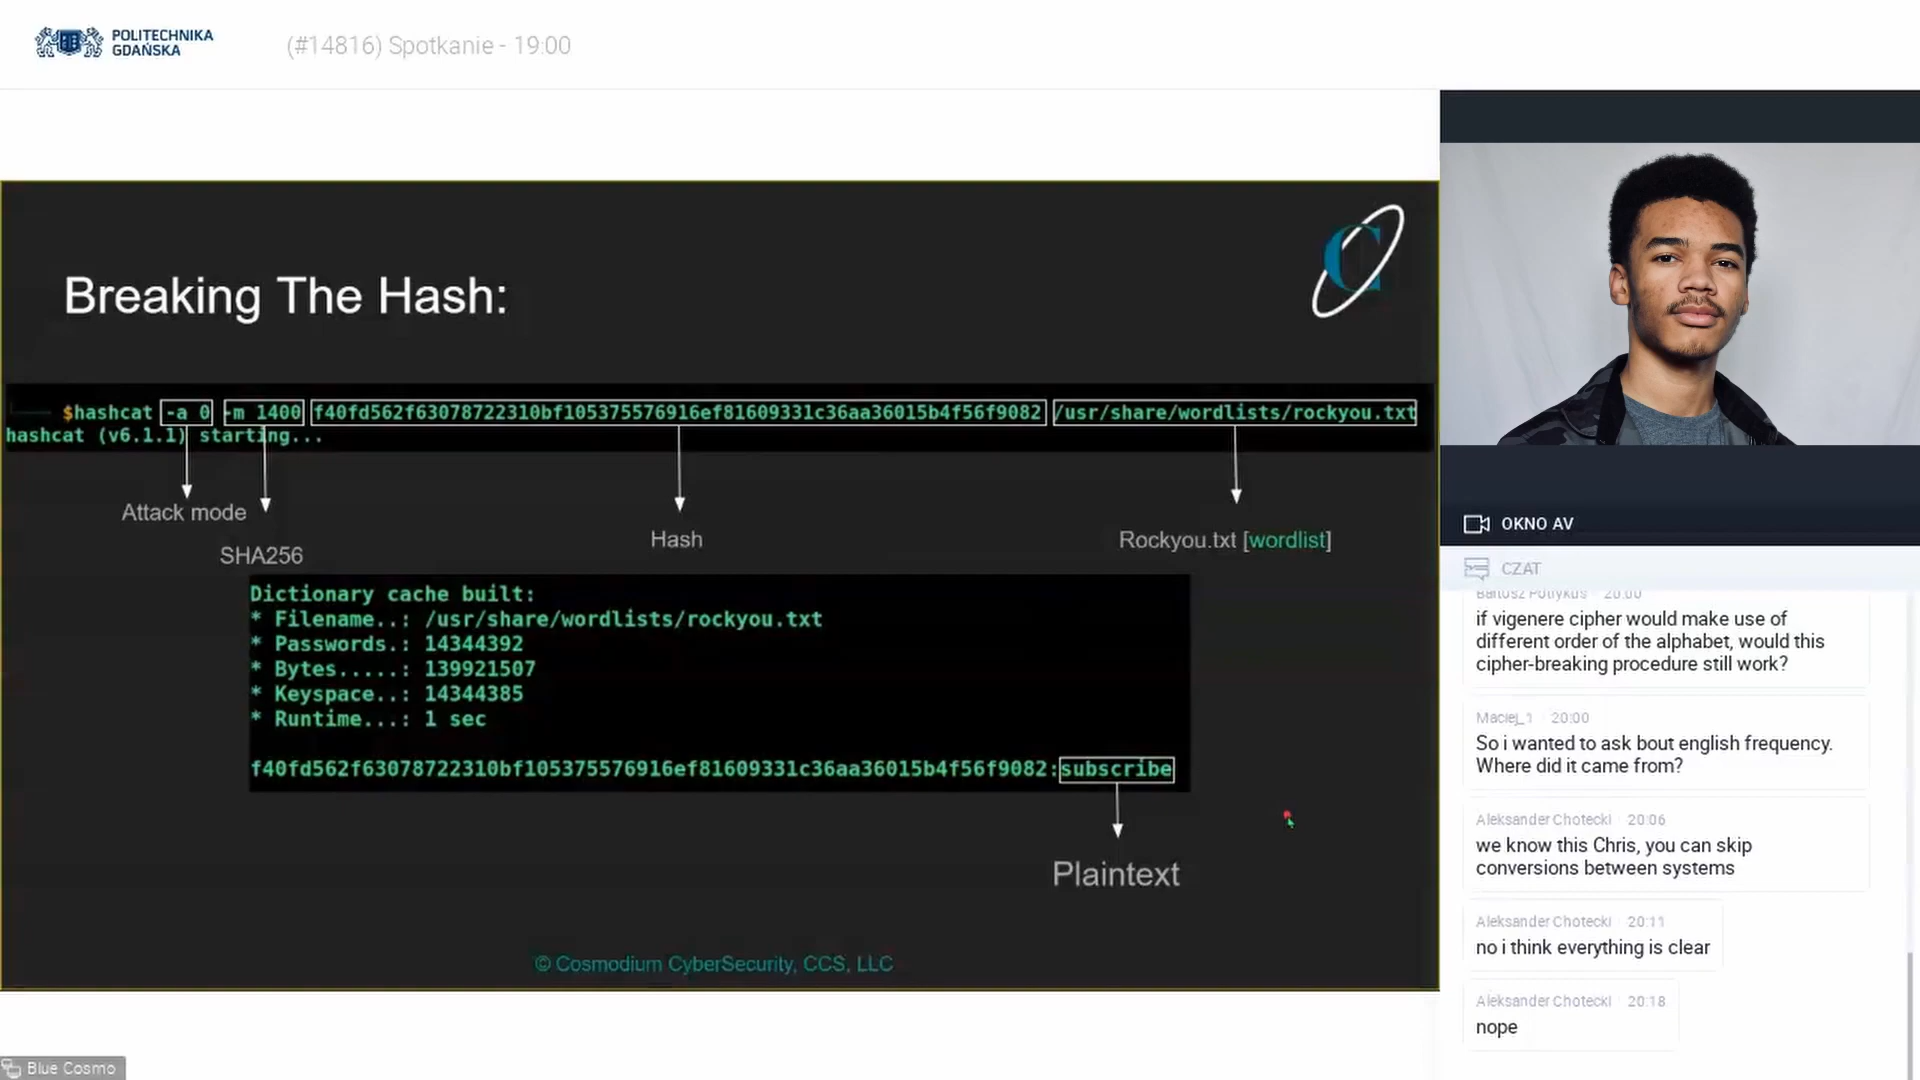 POLITECHNIKA
GDAŃSKA
(#14816) Spotkanie - 19:00
Breaking The Hash:
$hashcat -a 0 -m 1400 f40fd562f63078722310bf105375576916ef81609331c36aa36015b4f56f9082 /usr/share/wordlists/rockyou.txt
hashcat (v6.1.1) starting...
Attack mode
SHA256
Hash
Rockyou.txt [wordlist]
Dictionary cache built:
* Filename..: /usr/share/wordlists/rockyou.txt
* Passwords.: 14344392
* Bytes.....: 139921507
* Keyspace..: 14344385
* Runtime...: 1 sec
f40fd562f63078722310bf105375576916ef81609331c36aa36015b4f56f9082:subscribe
Plaintext
© Cosmodium CyberSecurity, CCS, LLC
Blue Cosmo
OKNO AV
CZAT
Bartosz Potrykus 20:00
if vigenere cipher would make use of
different order of the alphabet, would this
cipher-breaking procedure still work?
Maciej_1 20:00
So i wanted to ask bout english frequency.
Where did it came from?
Aleksander Chotecki 20:06
we know this Chris, you can skip
conversions between systems
Aleksander Chotecki 20:11
no i think everything is clear
Aleksander Chotecki 20:18
nope